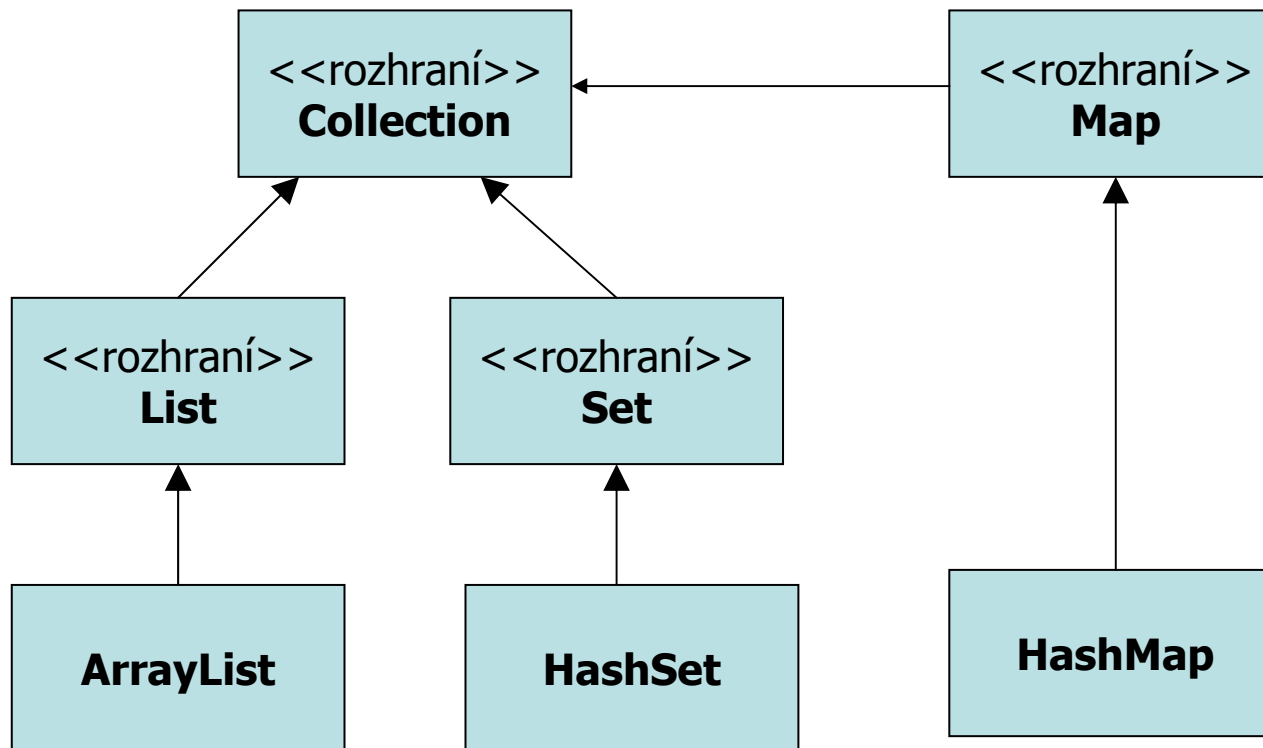 <<rozhraní>>
Collection
<<rozhraní>>
Map
<<rozhraní>>
List
<<rozhraní>>
Set
ArrayList
HashSet
HashMap